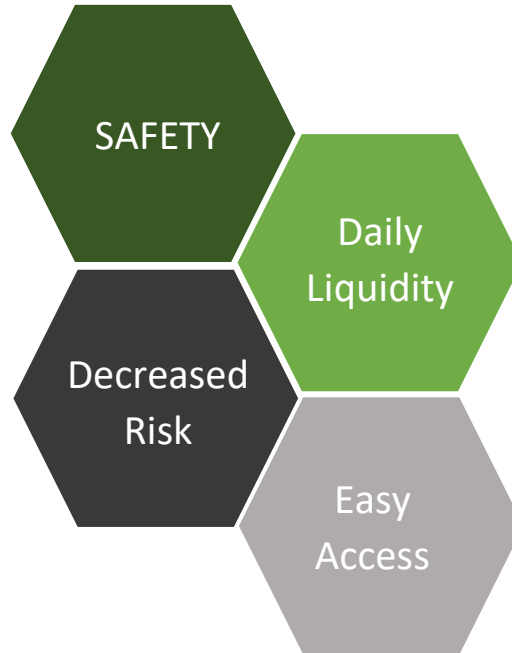 SAFETY
Daily
Liquidity
Decreased
Risk
Easy
Access